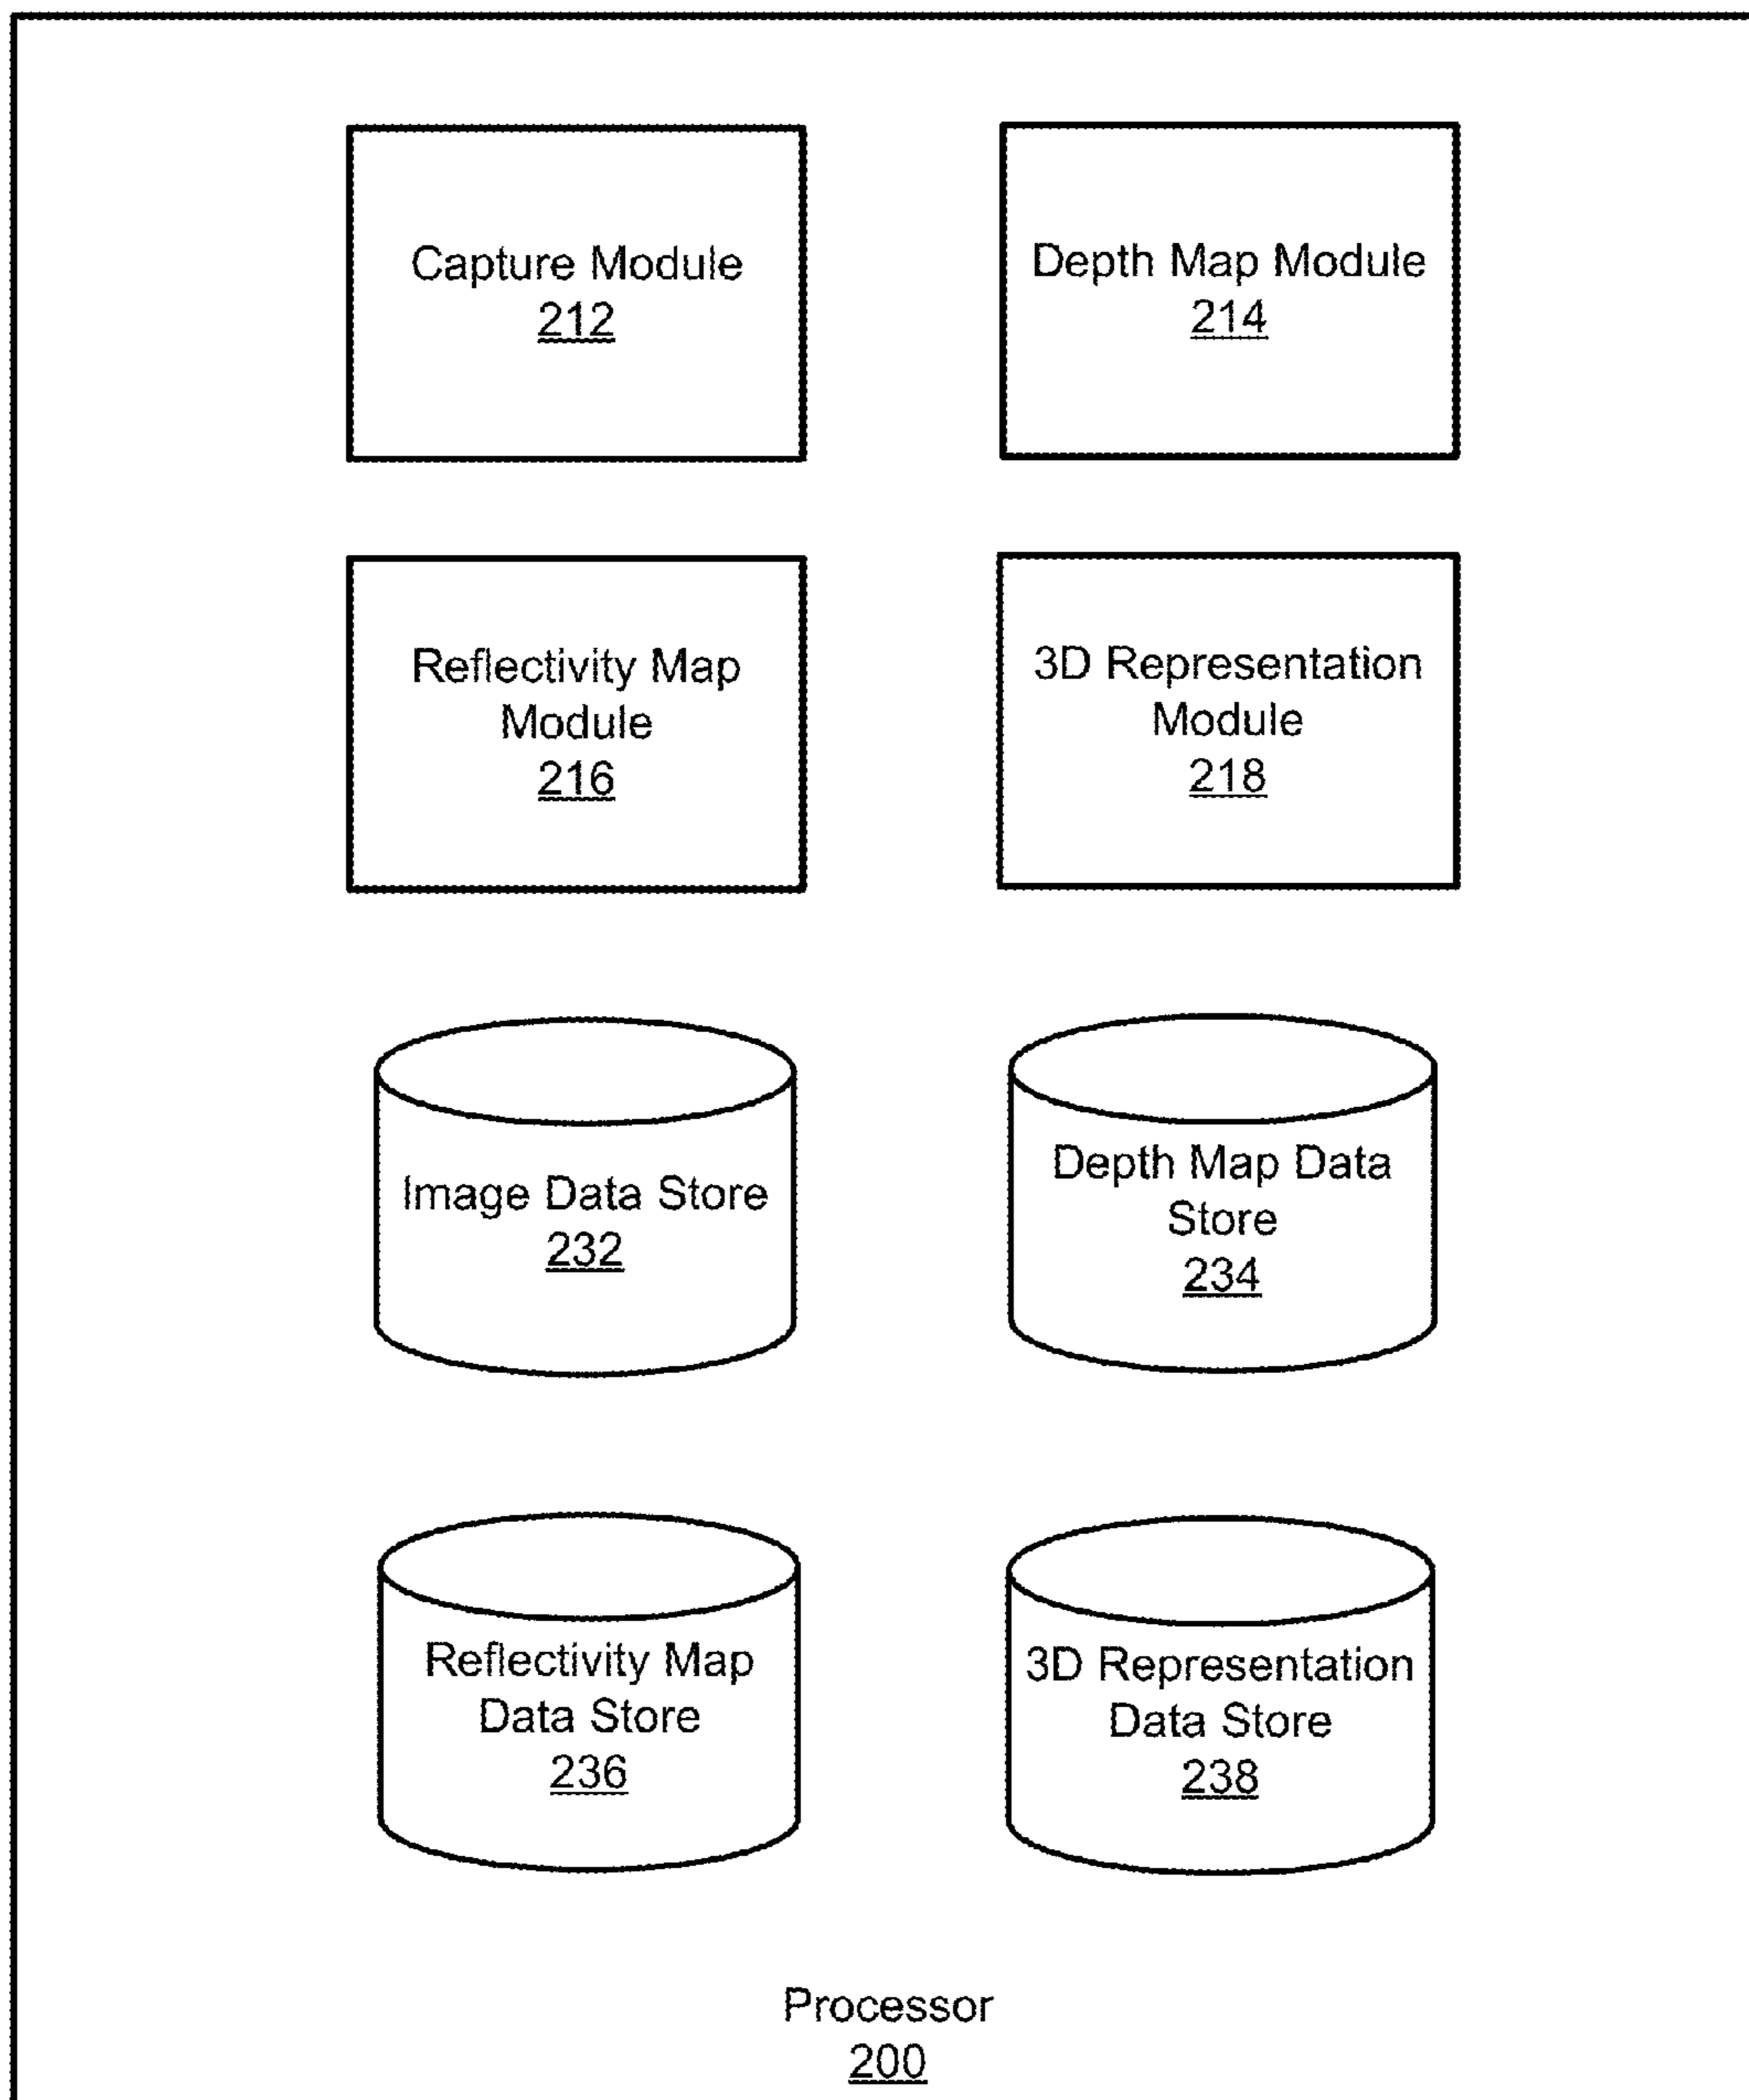 Capture Module
212
Depth Map Module
214
Reflectivity Map
Module
216
3D Representation
Module
218
Image Data Store
232
Depth Map Data
Store
234
Reflectivity Map
Data Store
236
3D Representation
Data Store
238
Processor
200